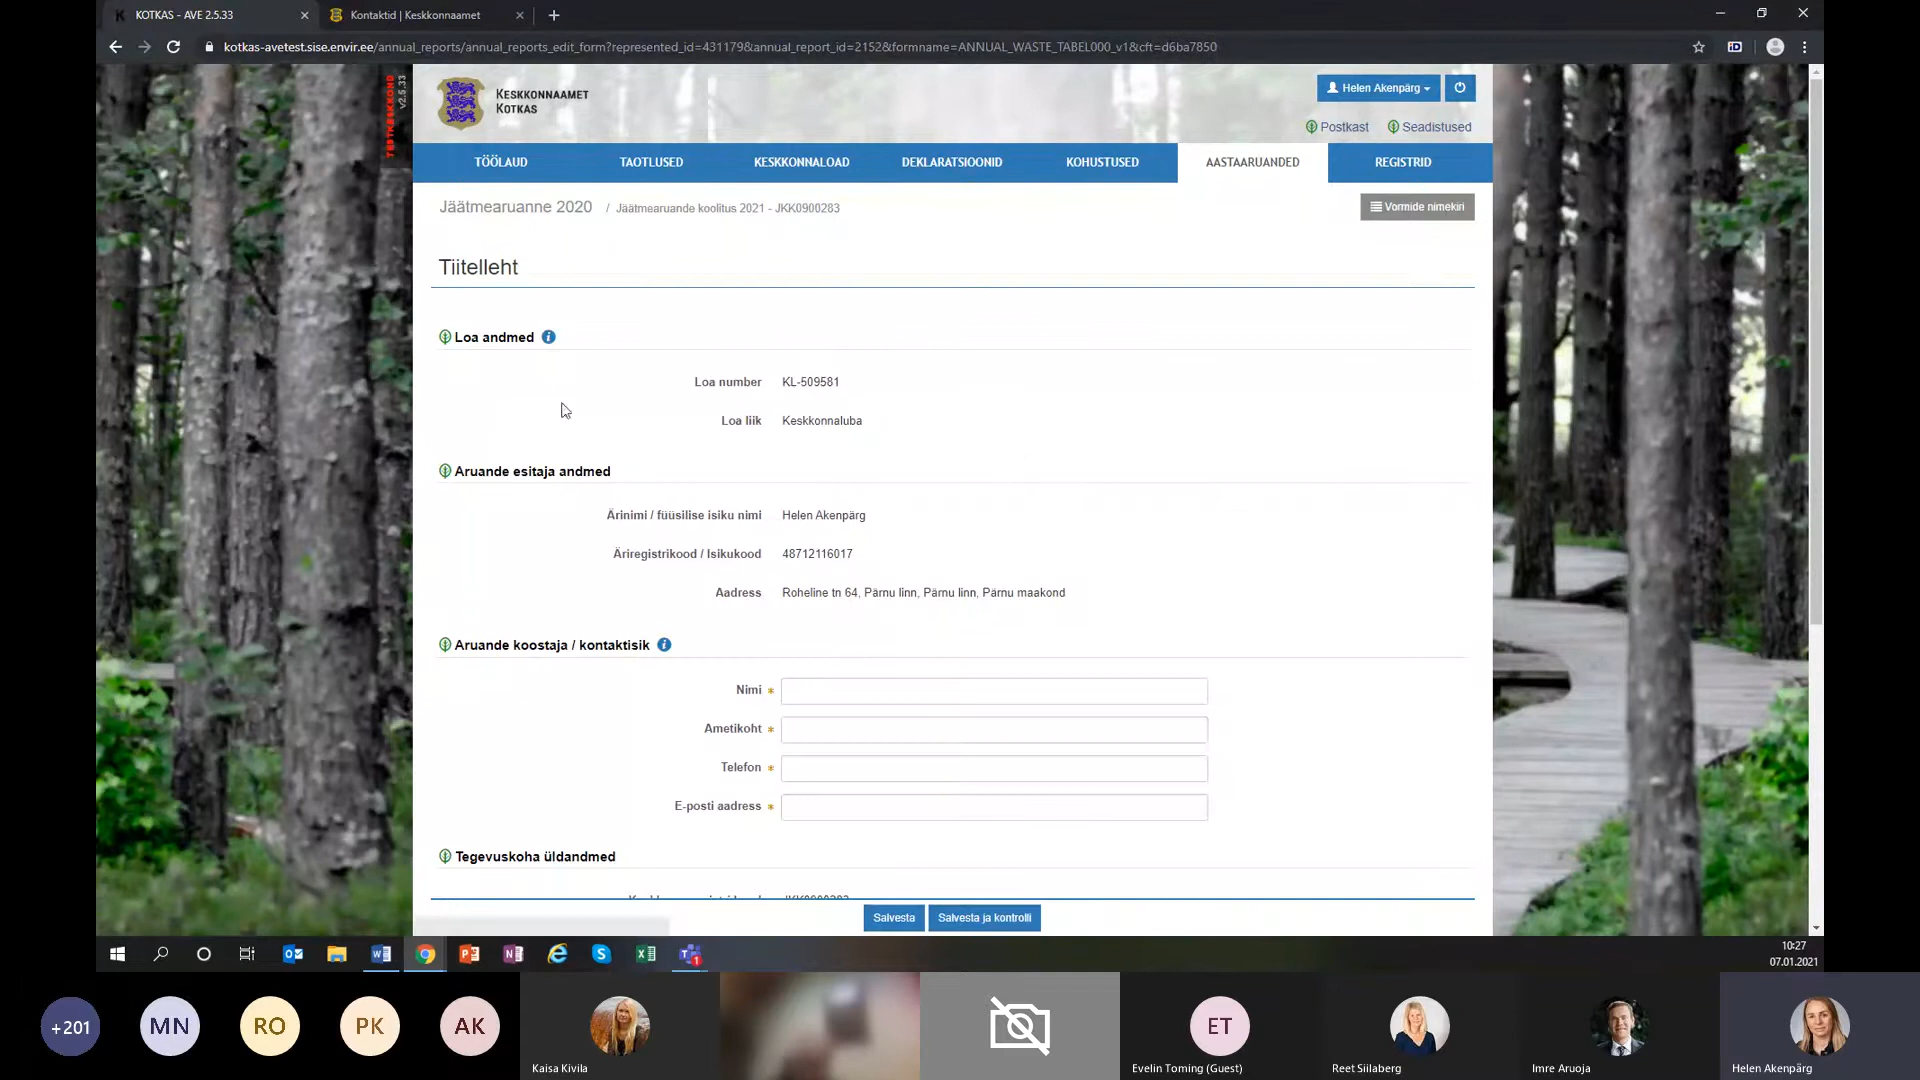 KOTKAS - AVE 2.5.33
Kontaktid | Keskkonnaamet
kotkas-avetest.sise.envir.ee/annual_reports/annual_reports_edit_form?represented_id=431179&annual_report_id=2152&formname=ANNUAL_WASTE_TABEL000_v1&cft=d6ba7850
TESTKESKKOND
v2.5.33
KESKKONNAAMET
KOTKAS
Helen Akenpärg
Postkast
Seadistused
TÖÖLAUD
TAOTLUSED
KESKKONNALOAD
DEKLARATSIOONID
KOHUSTUSED
AASTAARUANDED
REGISTRID
Jäätmearuanne 2020 / Jäätmearuande koolitus 2021 - JKK0900283
Vormide nimekiri
Tiitelleht
Loa andmed
Loa number KL-509581
Loa liik Keskkonnaluba
Aruande esitaja andmed
Ärinimi / füüsilise isiku nimi Helen Akenpärg
Äriregistrikood / Isikukood 48712116017
Aadress Roheline tn 64, Pärnu linn, Pärnu linn, Pärnu maakond
Aruande koostaja / kontaktisik
Nimi *
Ametikoht *
Telefon *
E-posti aadress *
Tegevuskoha üldandmed
JKK0900283
Salvesta
Salvesta ja kontrolli
10:27
07.01.2021
+201
MN
RO
PK
AK
Kaisa Kivila
ET
Evelin Toming (Guest)
Reet Siilaberg
Imre Aruoja
Helen Akenpärg